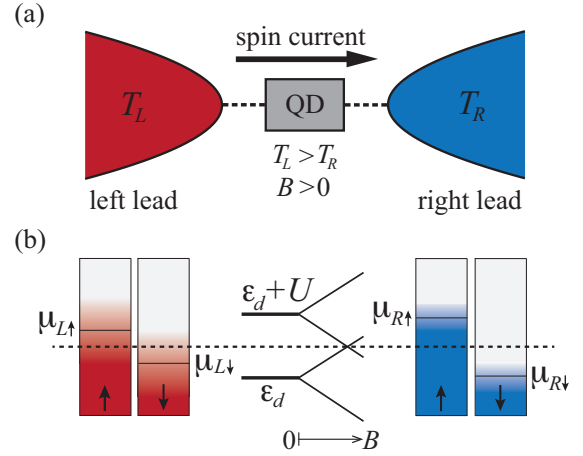 (a)
spin current
T_L
QD
T_R
T_L > T_R
B > 0
left lead
right lead
(b)
ε_d + U
μ_L↑
μ_R↑
μ_L↓
ε_d
μ_R↓
↑
↓
↑
↓
0
B